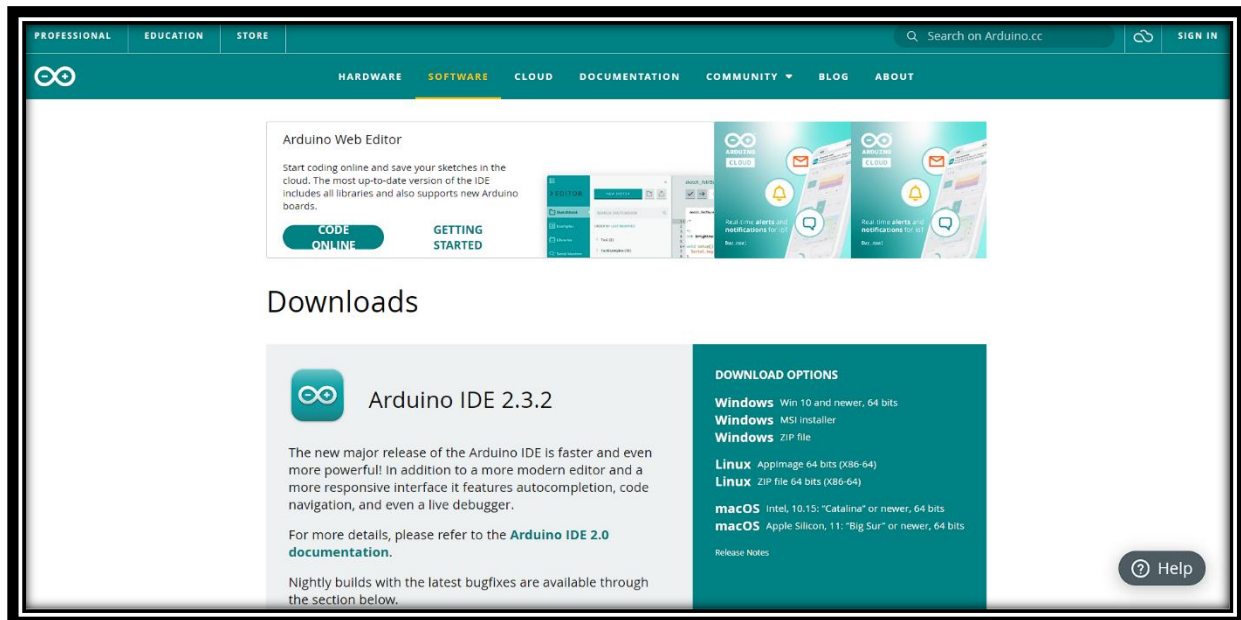 PROFESSIONAL EDUCATION STORE Search on Arduino.cc SIGN IN
HARDWARE SOFTWARE CLOUD DOCUMENTATION COMMUNITY BLOG ABOUT
Arduino Web Editor
Start coding online and save your sketches in the
cloud. The most up-to-date version of the IDE
includes all libraries and also supports new Arduino
boards.
CODE
ONLINE
GETTING
STARTED
EDITOR
NEW SKETCH
Sketchbook
Examples
Libraries
ARDUINO
CLOUD
Real-time alerts and
notifications for IoT
Buy now!
ARDUINO
CLOUD
Real-time alerts and
notifications for IoT
Buy now!
Downloads
Arduino IDE 2.3.2
The new major release of the Arduino IDE is faster and even
more powerful! In addition to a more modern editor and a
more responsive interface it features autocompletion, code
navigation, and even a live debugger.
For more details, please refer to the Arduino IDE 2.0
documentation.
Nightly builds with the latest bugfixes are available through
the section below.
DOWNLOAD OPTIONS
Windows Win 10 and newer, 64 bits
Windows MSI installer
Windows ZIP file
Linux AppImage 64 bits (X86-64)
Linux ZIP file 64 bits (X86-64)
macOS Intel, 10.15: "Catalina" or newer, 64 bits
macOS Apple Silicon, 11: "Big Sur" or newer, 64 bits
Release Notes
Help